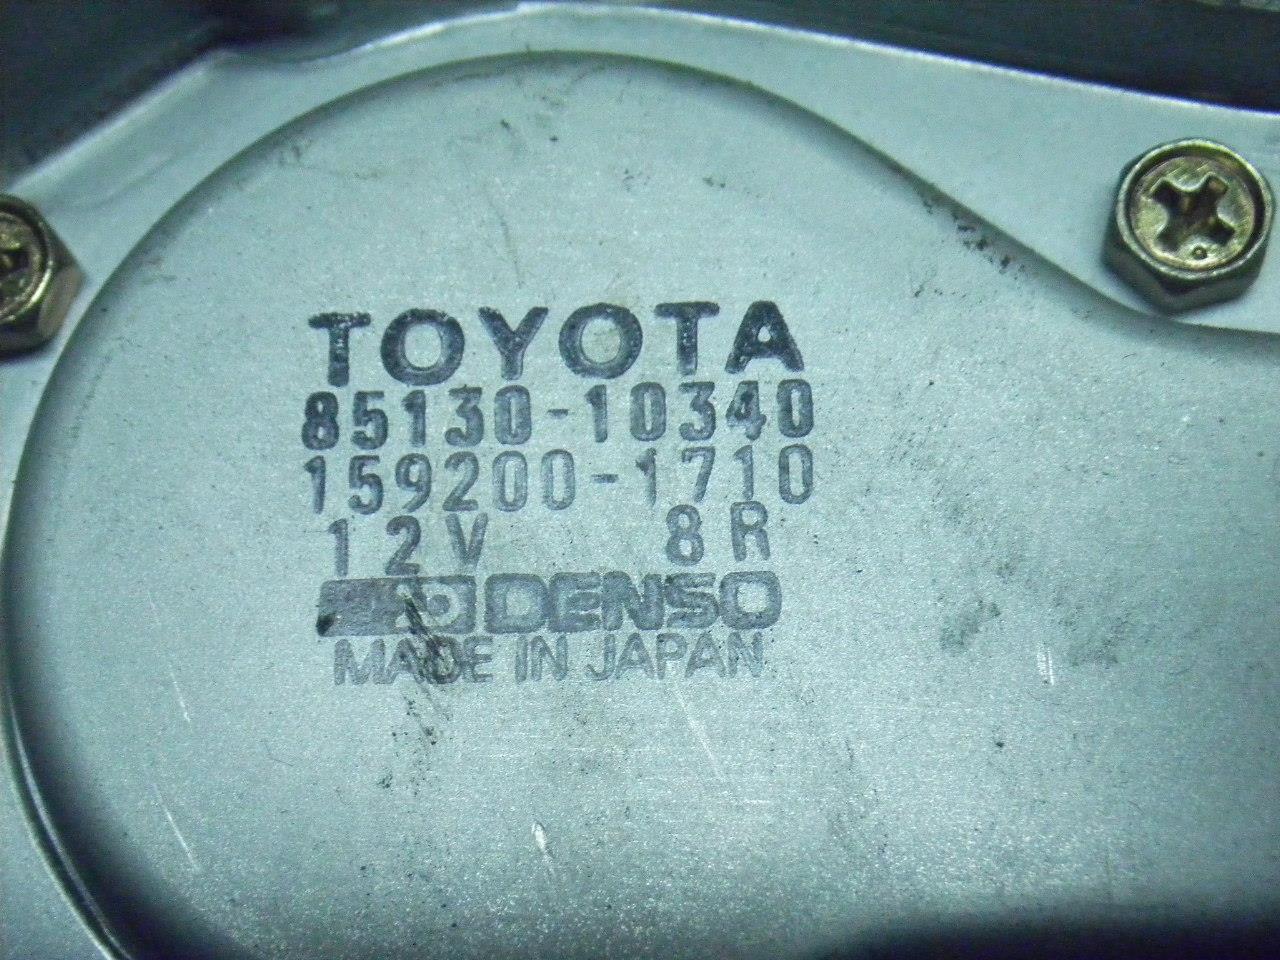 TOYOTA
85130-10340
159200-1710
12V 8R
DENSO
MADE IN JAPAN